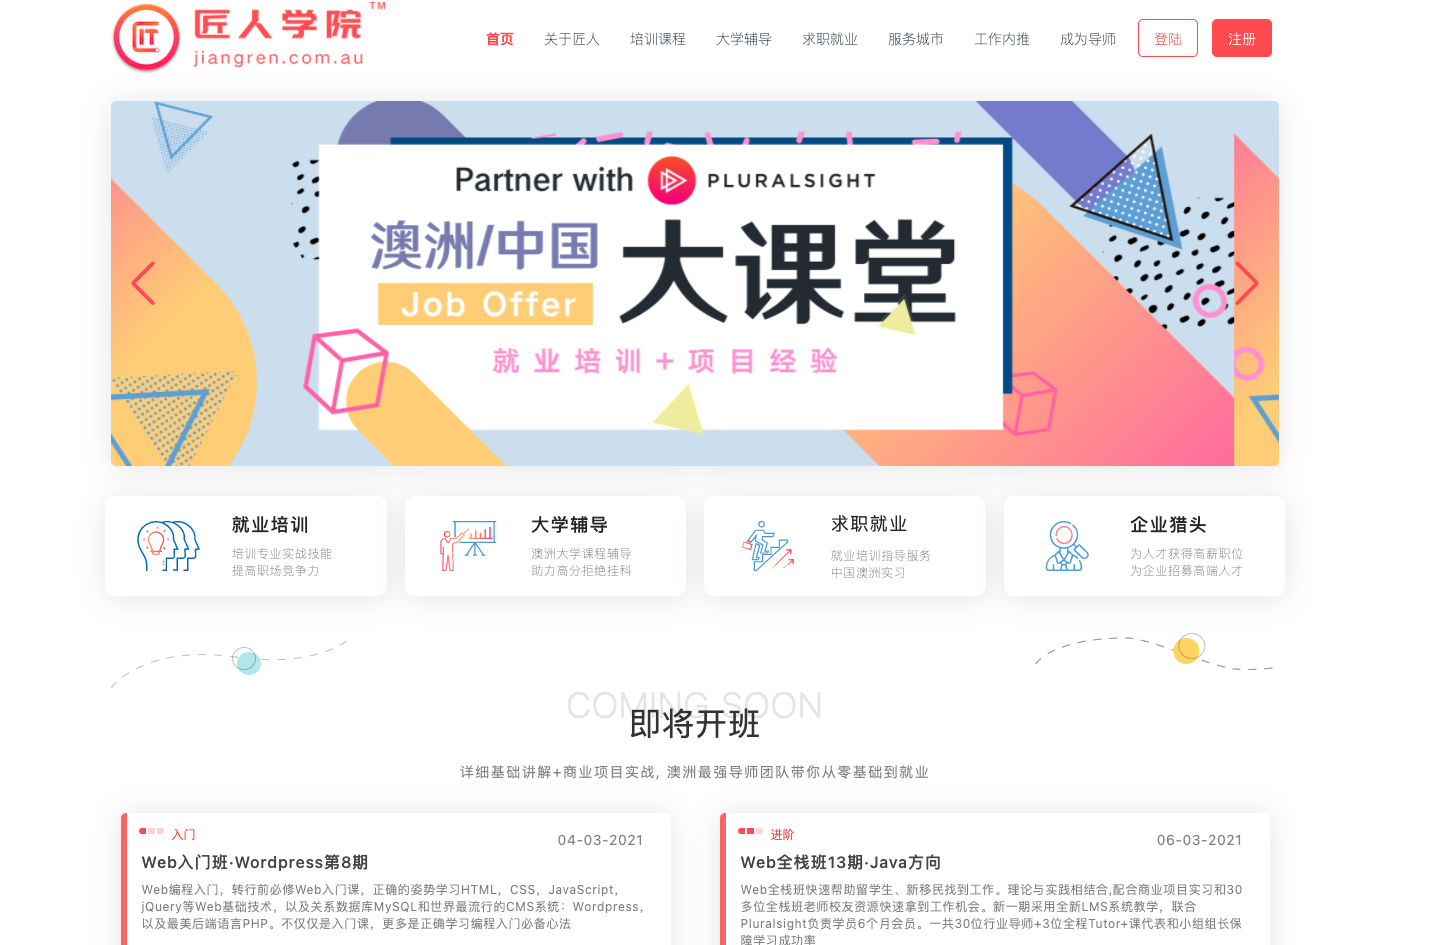 匠人学院 TM
jiangren.com.au
首页 关于匠人 培训课程 大学辅导 求职就业 服务城市 工作内推 成为导师 登陆 注册
Partner with PLURALSIGHT
澳洲/中国 大课堂
Job Offer
就业培训+项目经验
就业培训
培训专业实战技能
提高职场竞争力
大学辅导
澳洲大学课程辅导
助力高分拒绝挂科
求职就业
就业培训指导服务
中国澳洲实习
企业猎头
为人才获得高薪职位
为企业招募高端人才
COMING SOON
即将开班
详细基础讲解+商业项目实战, 澳洲最强导师团队带你从零基础到就业
入门
04-03-2021
Web入门班·Wordpress第8期
Web编程入门，转行前必修Web入门课，正确的姿势学习HTML，CSS，JavaScript，
jQuery等Web基础技术，以及关系数据库MySQL和世界最流行的CMS系统：Wordpress，
以及最美后端语言PHP。不仅仅是入门课，更多是正确学习编程入门必备心法
进阶
06-03-2021
Web全栈班13期·Java方向
Web全栈班快速帮助留学生、新移民找到工作。理论与实践相结合,配合商业项目实习和30
多位全栈班老师校友资源快速拿到工作机会。新一期采用全新LMS系统教学，联合
Pluralsight负责学员6个月会员。一共30位行业导师+3位全程Tutor+课代表和小组组长保
障学习成功率